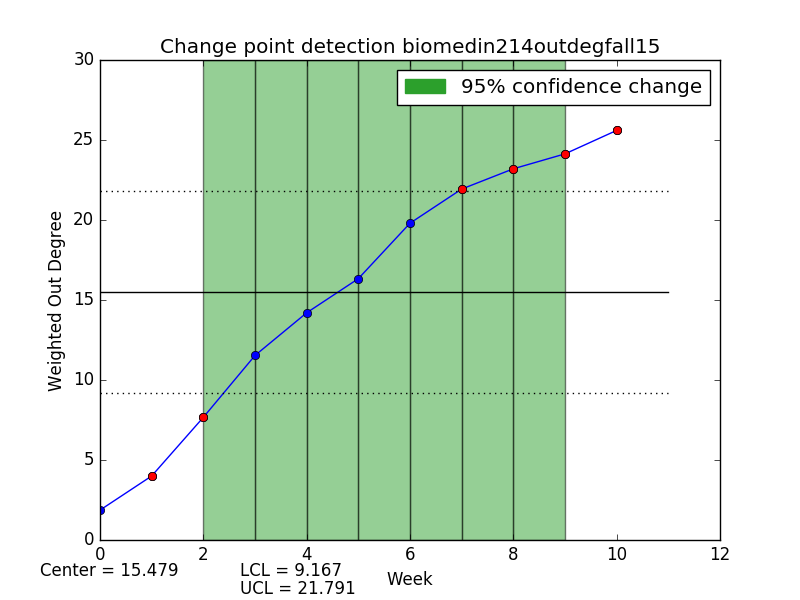 Change point detection biomedin214outdegfall15
95% confidence change
30
25
20
15
10
5
0
Weighted Out Degree
0 2 4 6 8 10 12
Week
Center = 15.479
LCL = 9.167
UCL = 21.791